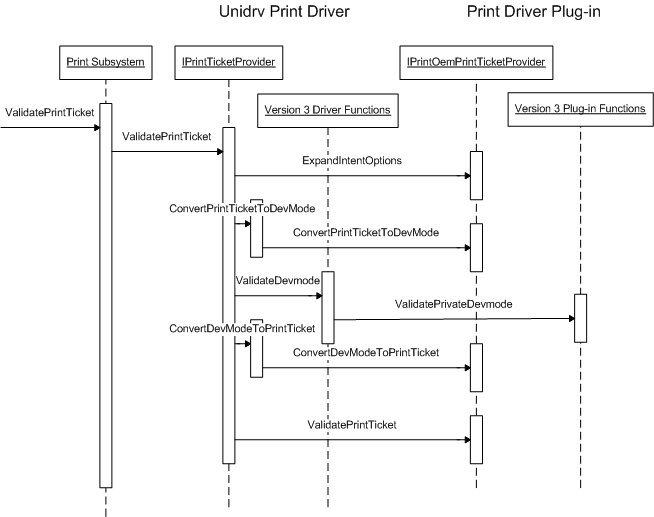 Unidrv Print Driver
Print Driver Plug-in
Print Subsystem
IPrintTicketProvider
IPrintOemPrintTicketProvider
Version 3 Driver Functions
Version 3 Plug-in Functions
ValidatePrintTicket
ValidatePrintTicket
ExpandIntentOptions
ConvertPrintTicketToDevMode
ConvertPrintTicketToDevMode
ValidateDevmode
ValidatePrivateDevmode
ConvertDevModeToPrintTicket
ConvertDevModeToPrintTicket
ValidatePrintTicket